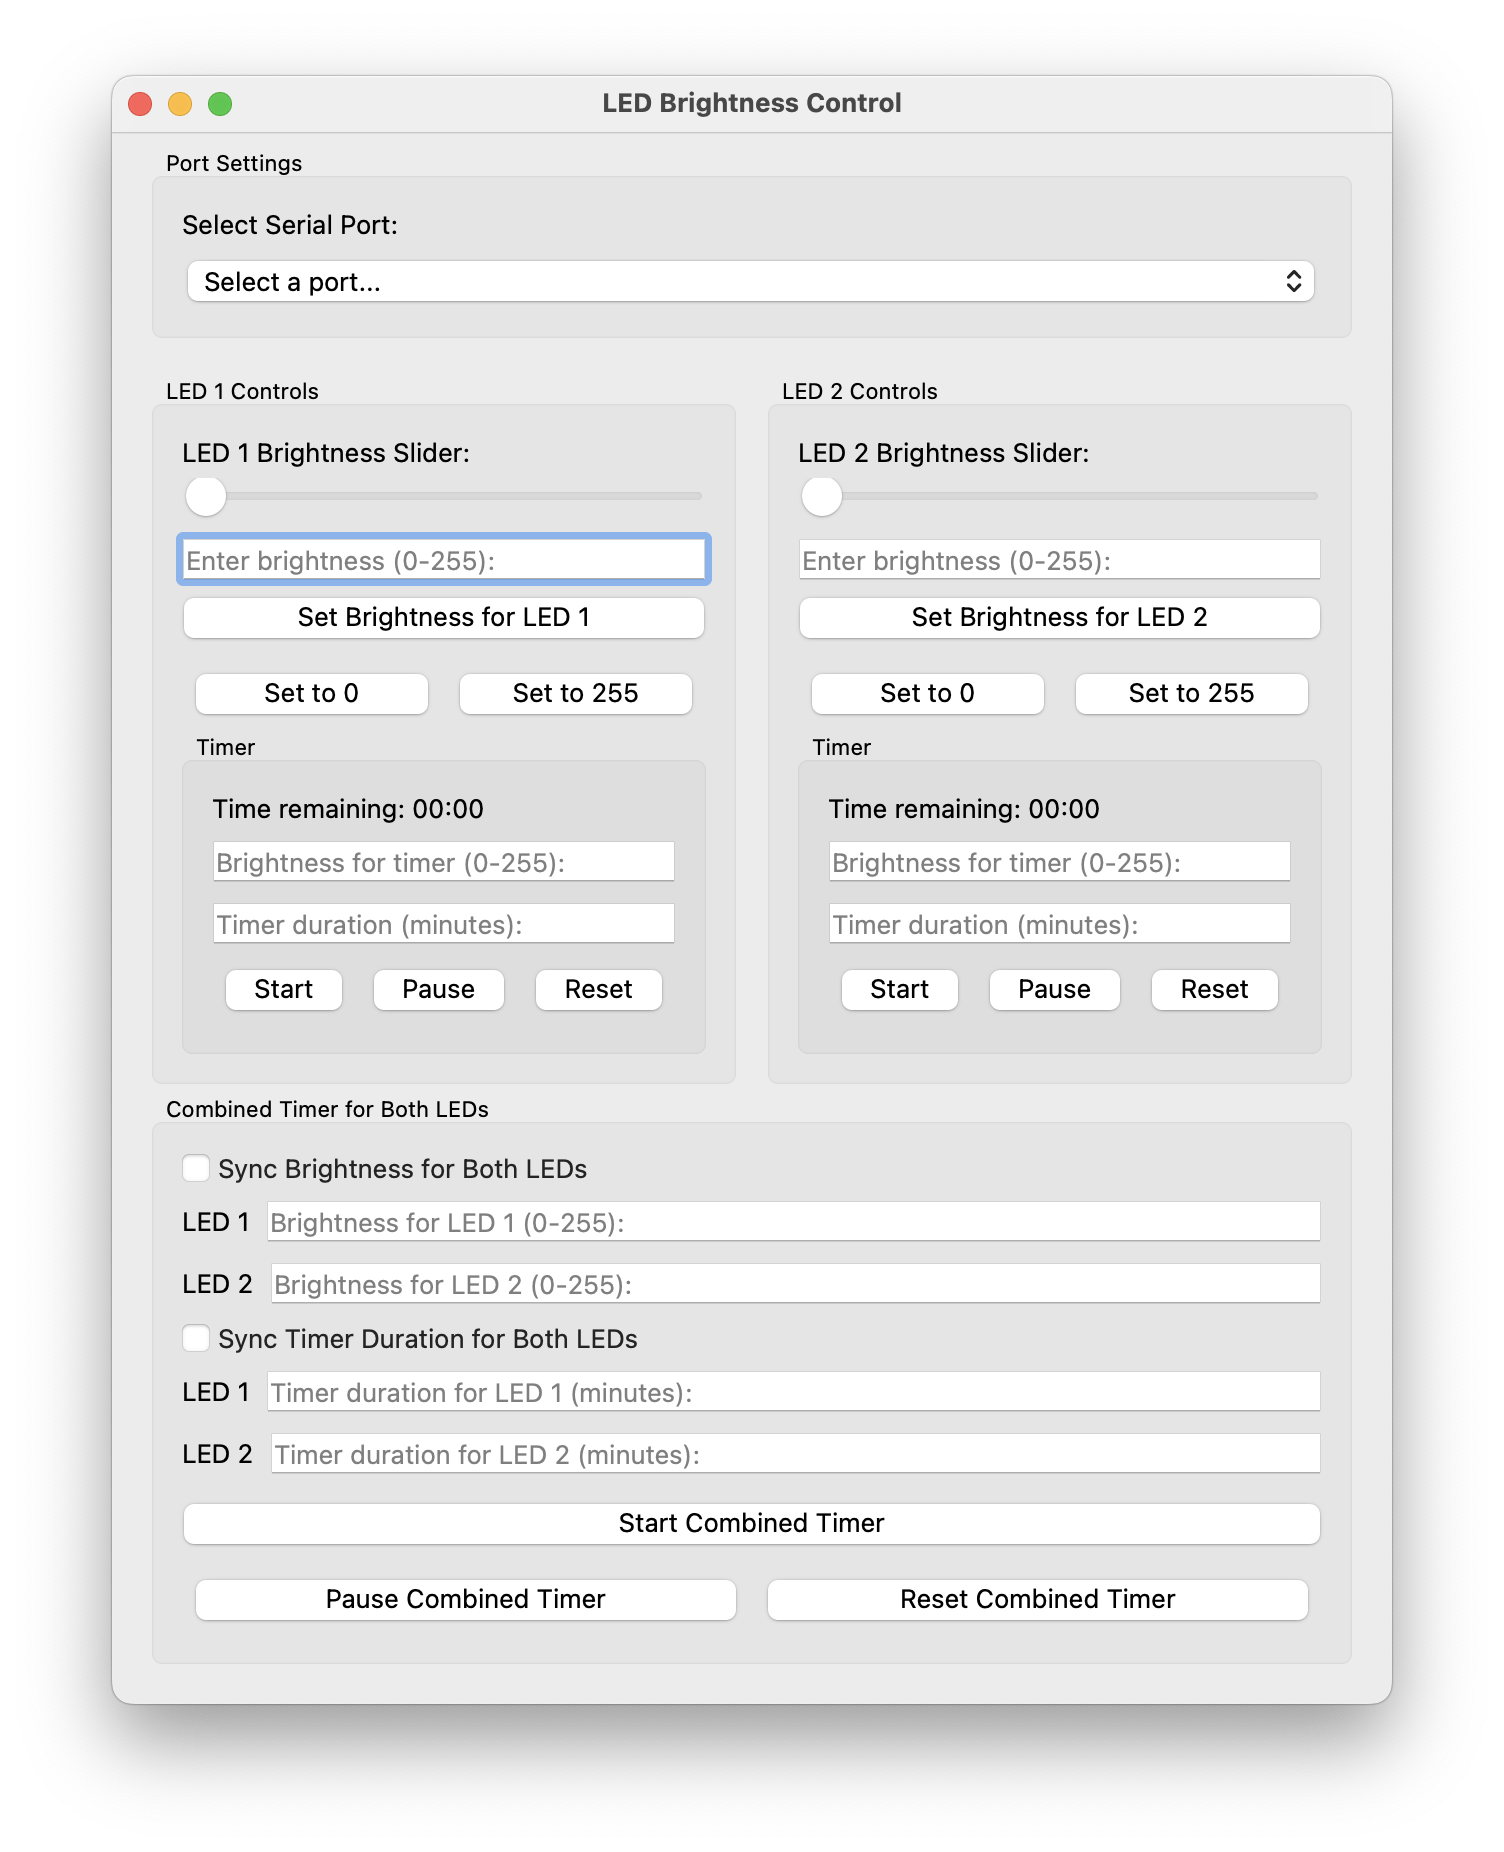 LED Brightness Control
Port Settings
Select Serial Port:
Select a port...
LED 1 Controls
LED 1 Brightness Slider:
Enter brightness (0-255):
Set Brightness for LED 1
Set to 0 Set to 255
Timer
Time remaining: 00:00
Brightness for timer (0-255):
Timer duration (minutes):
Start Pause Reset
LED 2 Controls
LED 2 Brightness Slider:
Enter brightness (0-255):
Set Brightness for LED 2
Set to 0 Set to 255
Timer
Time remaining: 00:00
Brightness for timer (0-255):
Timer duration (minutes):
Start Pause Reset
Combined Timer for Both LEDs
Sync Brightness for Both LEDs
LED 1 Brightness for LED 1 (0-255):
LED 2 Brightness for LED 2 (0-255):
Sync Timer Duration for Both LEDs
LED 1 Timer duration for LED 1 (minutes):
LED 2 Timer duration for LED 2 (minutes):
Start Combined Timer
Pause Combined Timer Reset Combined Timer